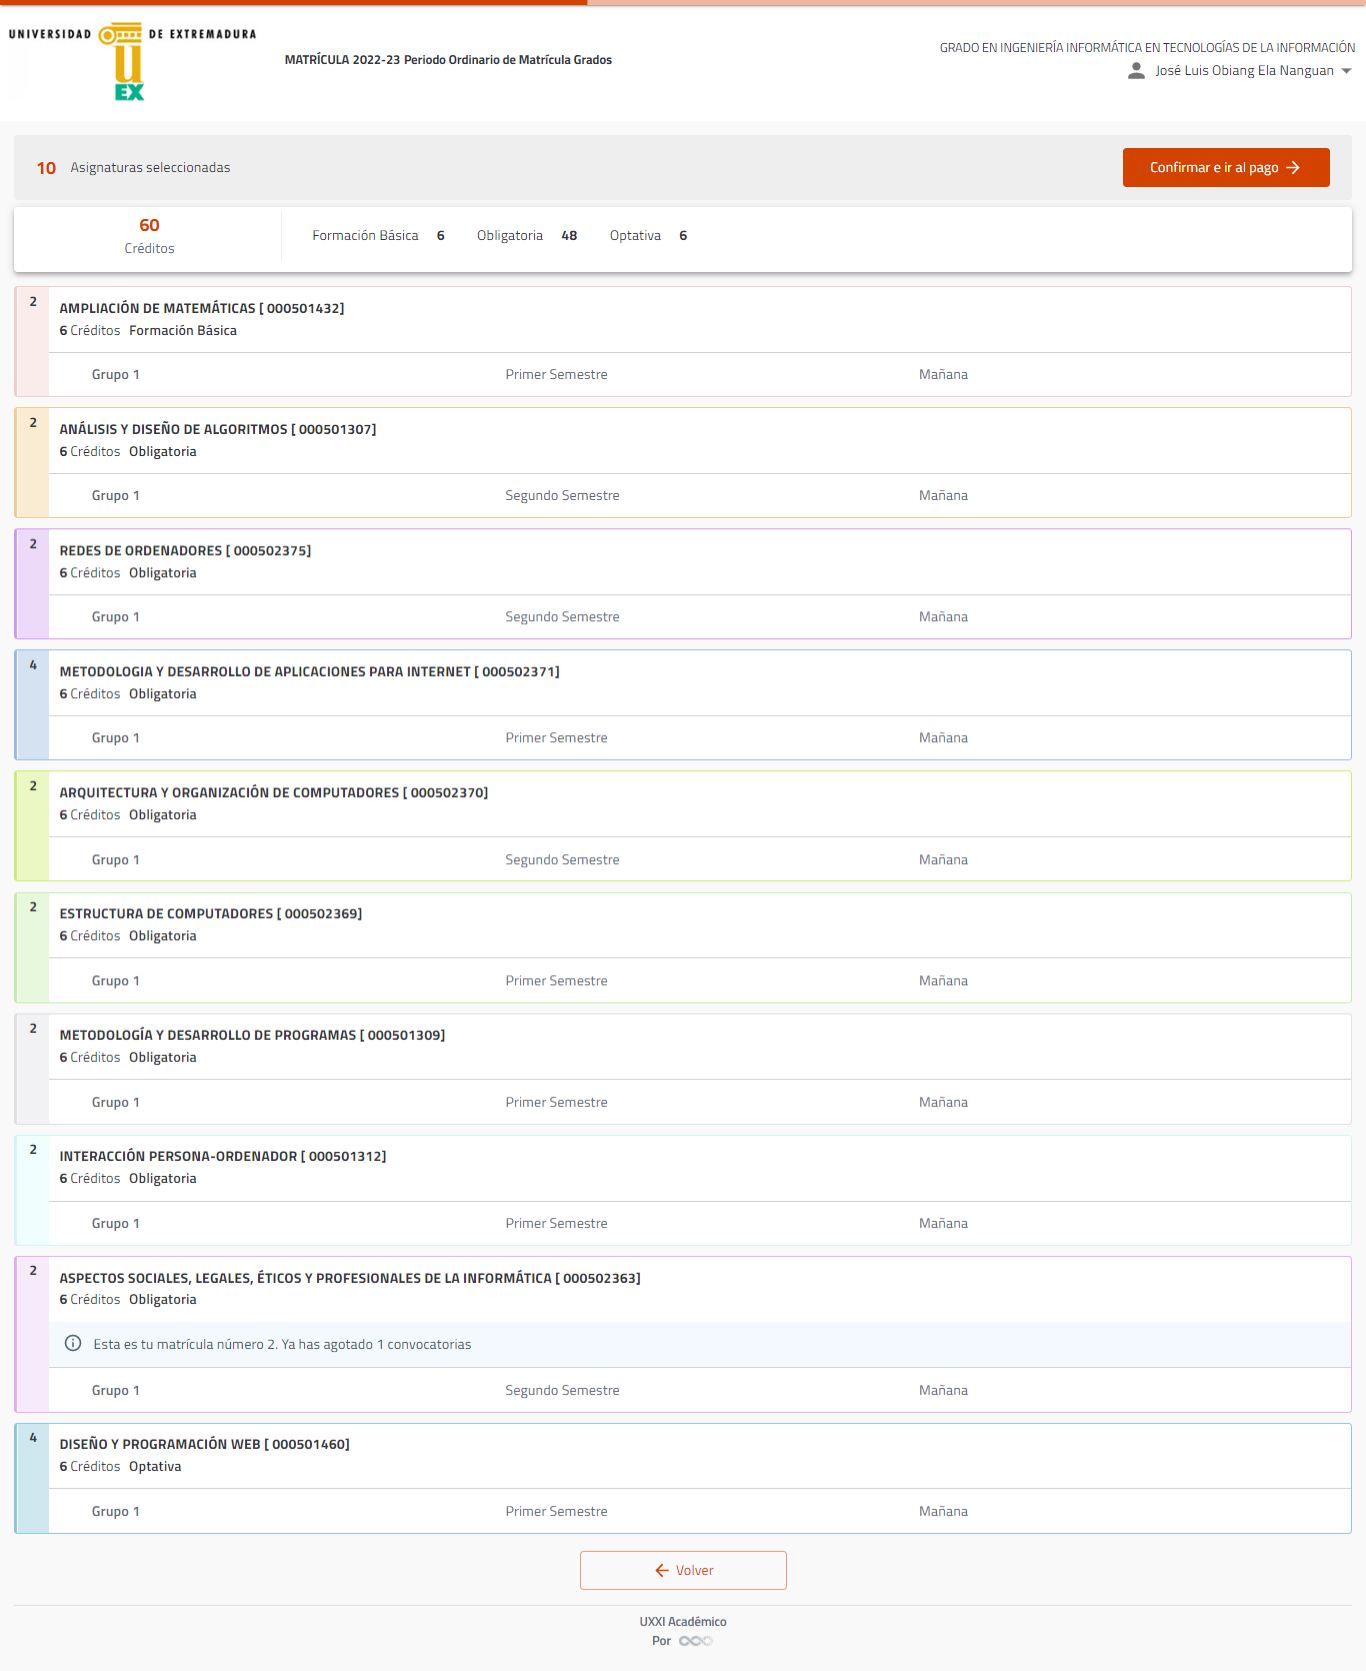 UNIVERSIDAD DE EXTREMADURA
UEX
MATRÍCULA 2022-23 Periodo Ordinario de Matrícula Grados
GRADO EN INGENIERÍA INFORMÁTICA EN TECNOLOGÍAS DE LA INFORMACIÓN
José Luis Obiang Ela Nanguan
10 Asignaturas seleccionadas
Confirmar e ir al pago
60
Créditos
Formación Básica 6 Obligatoria 48 Optativa 6
2
AMPLIACIÓN DE MATEMÁTICAS [ 000501432]
6 Créditos Formación Básica
Grupo 1 Primer Semestre Mañana
2
ANÁLISIS Y DISEÑO DE ALGORITMOS [ 000501307]
6 Créditos Obligatoria
Grupo 1 Segundo Semestre Mañana
2
REDES DE ORDENADORES [ 000502375]
6 Créditos Obligatoria
Grupo 1 Segundo Semestre Mañana
4
METODOLOGIA Y DESARROLLO DE APLICACIONES PARA INTERNET [ 000502371]
6 Créditos Obligatoria
Grupo 1 Primer Semestre Mañana
2
ARQUITECTURA Y ORGANIZACIÓN DE COMPUTADORES [ 000502370]
6 Créditos Obligatoria
Grupo 1 Segundo Semestre Mañana
2
ESTRUCTURA DE COMPUTADORES [ 000502369]
6 Créditos Obligatoria
Grupo 1 Primer Semestre Mañana
2
METODOLOGÍA Y DESARROLLO DE PROGRAMAS [ 000501309]
6 Créditos Obligatoria
Grupo 1 Primer Semestre Mañana
2
INTERACCIÓN PERSONA-ORDENADOR [ 000501312]
6 Créditos Obligatoria
Grupo 1 Primer Semestre Mañana
2
ASPECTOS SOCIALES, LEGALES, ÉTICOS Y PROFESIONALES DE LA INFORMÁTICA [ 000502363]
6 Créditos Obligatoria
Esta es tu matrícula número 2. Ya has agotado 1 convocatorias
Grupo 1 Segundo Semestre Mañana
4
DISEÑO Y PROGRAMACIÓN WEB [ 000501460]
6 Créditos Optativa
Grupo 1 Primer Semestre Mañana
Volver
UXXI Académico
Por